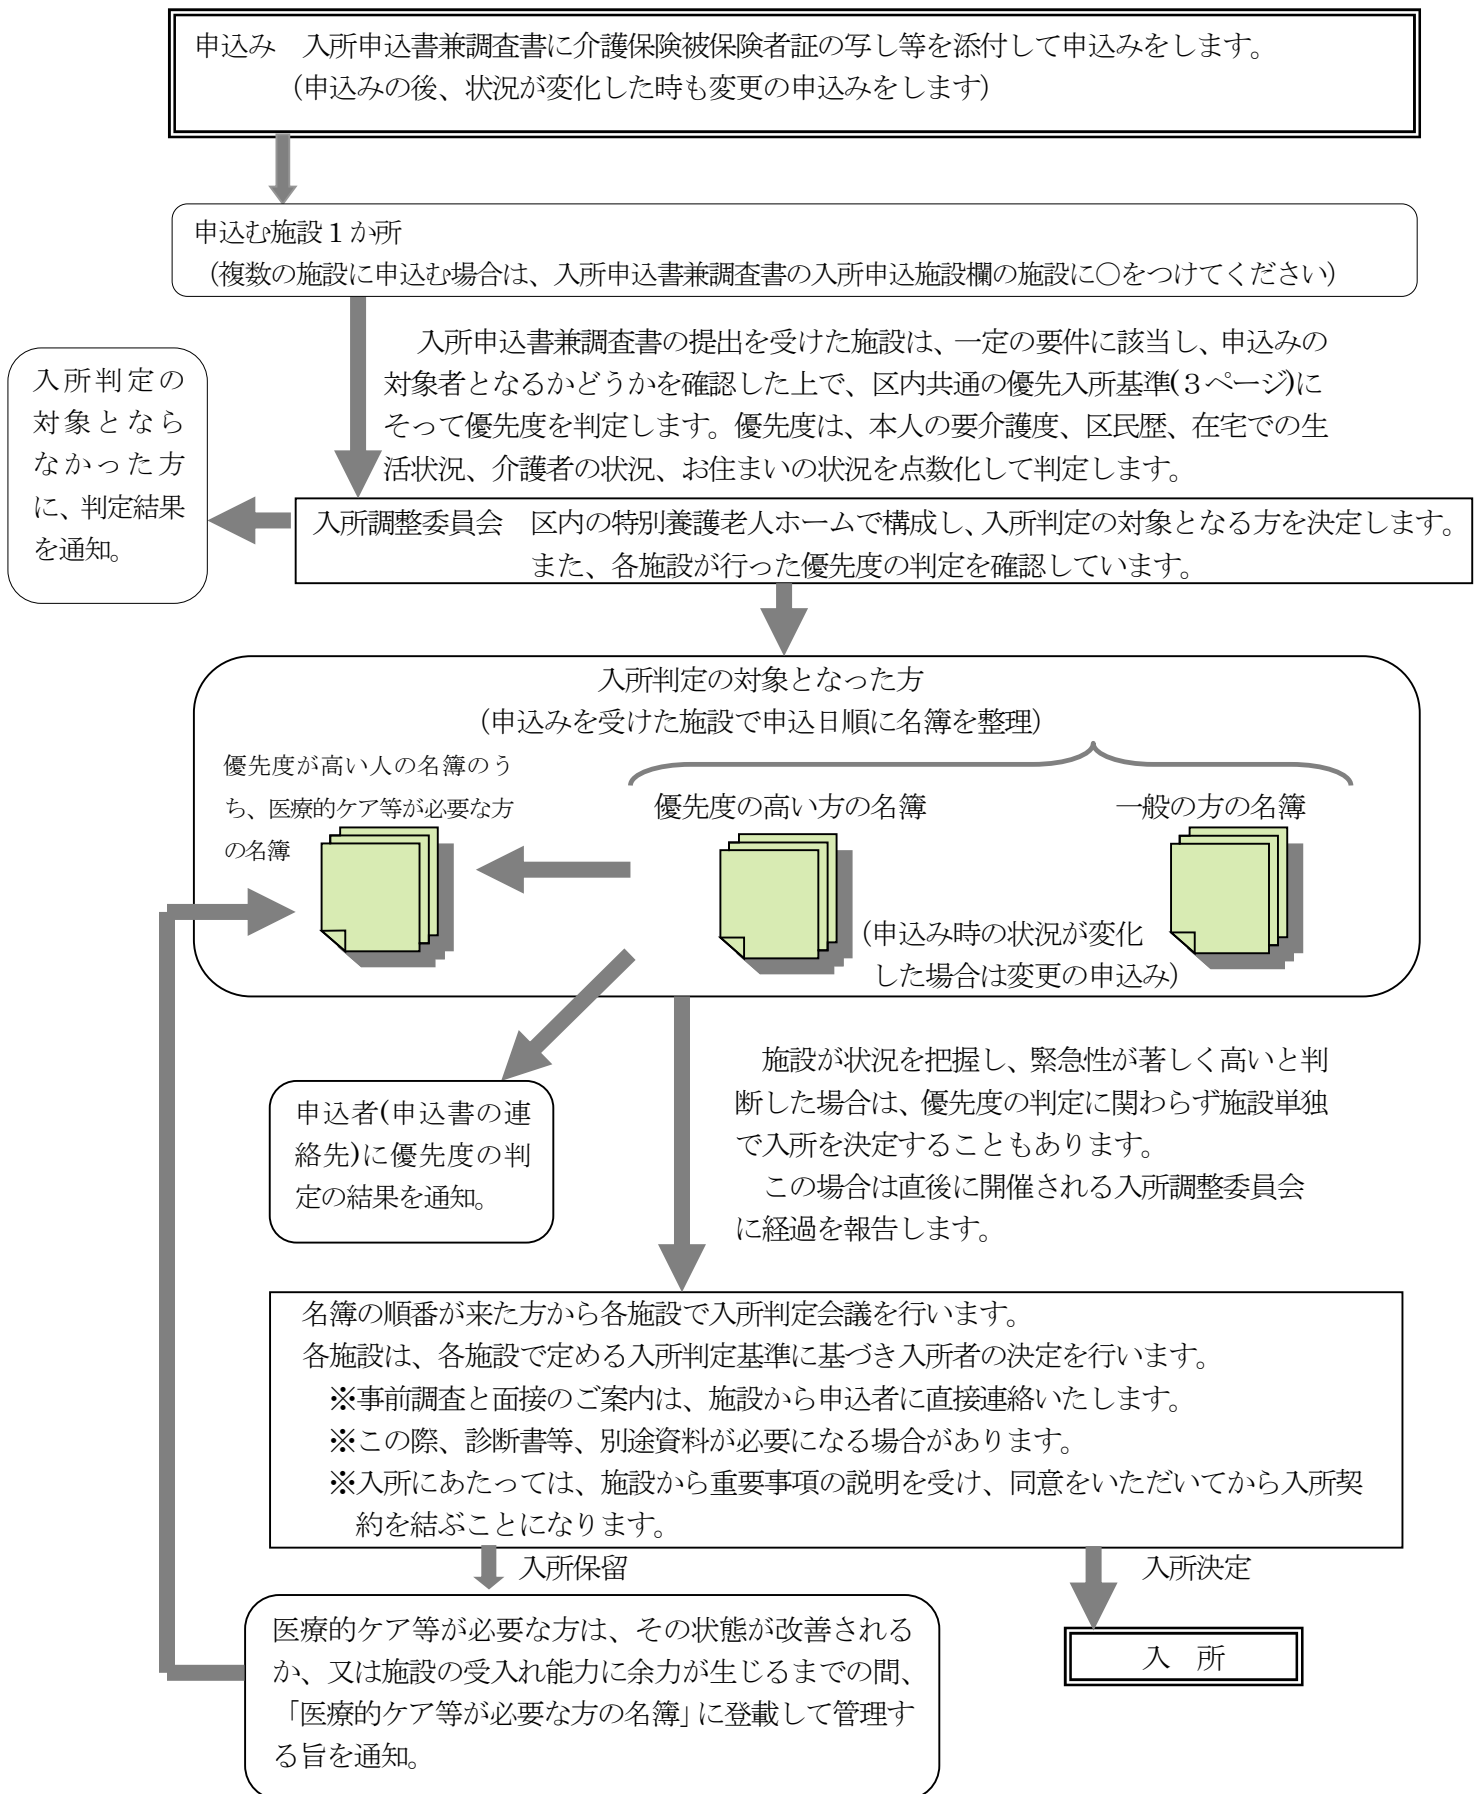 申込み　入所申込書兼調査書に介護保険被保険者証の写し等を添付して申込みをします。
（申込みの後、状況が変化した時も変更の申込みをします）
申込む施設１か所
（複数の施設に申込む場合は、入所申込書兼調査書の入所申込施設欄の施設に○をつけてください）
入所申込書兼調査書の提出を受けた施設は、一定の要件に該当し、申込みの
対象者となるかどうかを確認した上で、区内共通の優先入所基準(３ページ)に
そって優先度を判定します。優先度は、本人の要介護度、区民歴、在宅での生
活状況、介護者の状況、お住まいの状況を点数化して判定します。
入所判定の
対象となら
なかった方
に、判定結果
を通知。
入所調整委員会　区内の特別養護老人ホームで構成し、入所判定の対象となる方を決定します。
また、各施設が行った優先度の判定を確認しています。
入所判定の対象となった方
（申込みを受けた施設で申込日順に名簿を整理）
優先度が高い人の名簿のう
ち、医療的ケア等が必要な方
の名簿
優先度の高い方の名簿
一般の方の名簿
（申込み時の状況が変化
した場合は変更の申込み）
申込者(申込書の連
絡先)に優先度の判
定の結果を通知。
施設が状況を把握し、緊急性が著しく高いと判
断した場合は、優先度の判定に関わらず施設単独
で入所を決定することもあります。
この場合は直後に開催される入所調整委員会
に経過を報告します。
名簿の順番が来た方から各施設で入所判定会議を行います。
各施設は、各施設で定める入所判定基準に基づき入所者の決定を行います。
※事前調査と面接のご案内は、施設から申込者に直接連絡いたします。
※この際、診断書等、別途資料が必要になる場合があります。
※入所にあたっては、施設から重要事項の説明を受け、同意をいただいてから入所契
約を結ぶことになります。
入所保留
入所決定
医療的ケア等が必要な方は、その状態が改善される
か、又は施設の受入れ能力に余力が生じるまでの間、
「医療的ケア等が必要な方の名簿」に登載して管理す
る旨を通知。
入　所